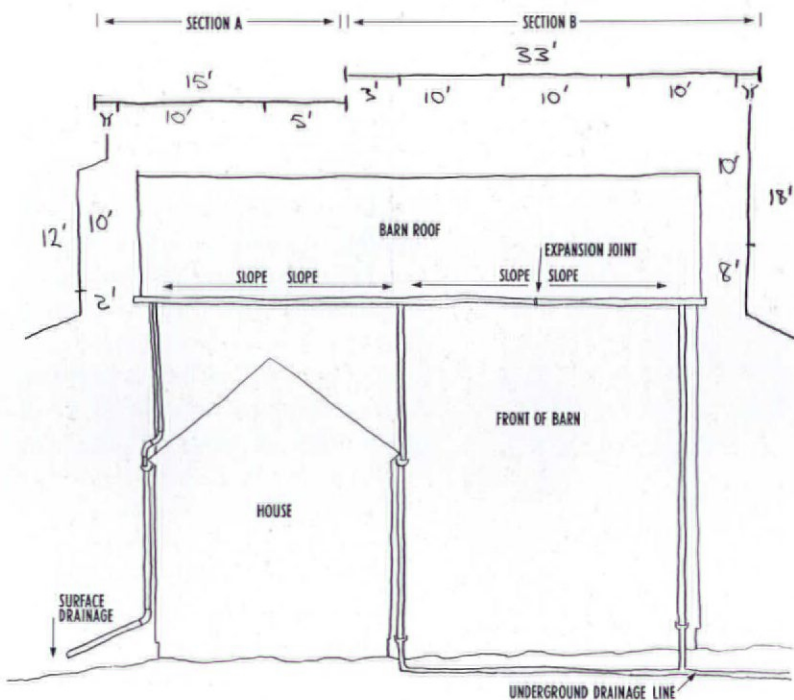 SECTION A
SECTION B
33'
15'
3'
10'
10'
10'
10'
5'
10'
18'
12'
10'
BARN ROOF
EXPANSION JOINT
8'
SLOPE SLOPE
SLOPE SLOPE
2'
FRONT OF BARN
HOUSE
SURFACE
DRAINAGE
UNDERGROUND DRAINAGE LINE